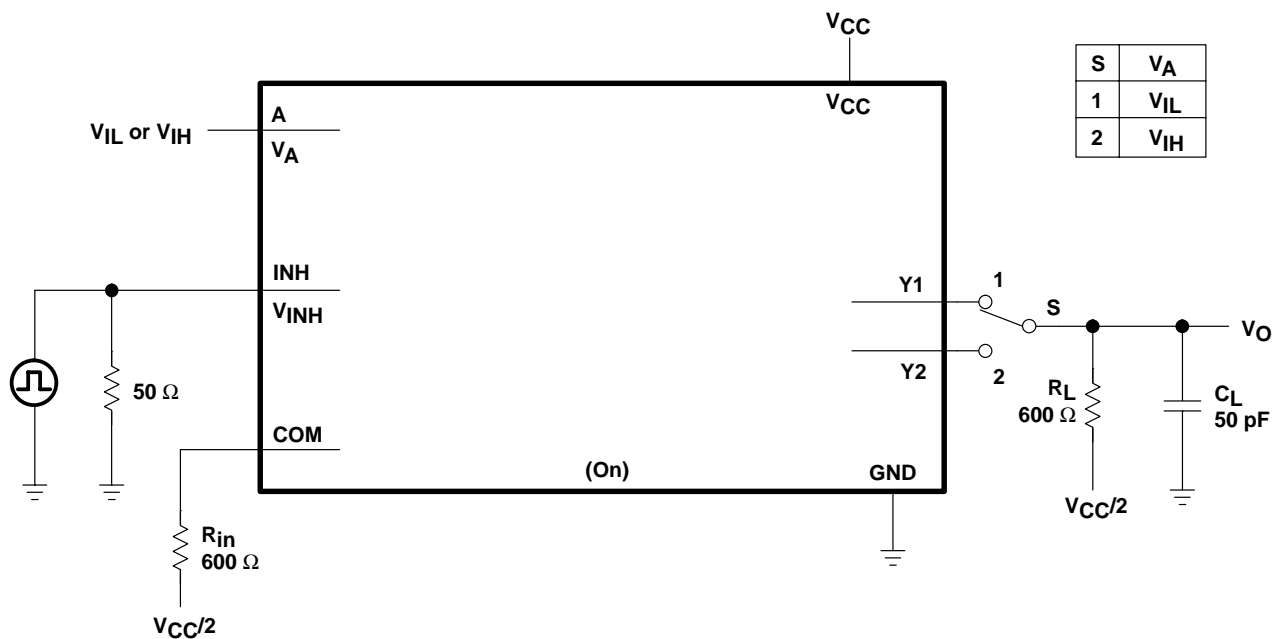 VCC
VCC
S VA
1 VIL
2 VIH
VIL or VIH
A
VA
INH
VINH
50 Ω
COM
Rin
600 Ω
VCC/2
(On)
GND
Y1
Y2
1
2
S
VO
RL
600 Ω
VCC/2
CL
50 pF